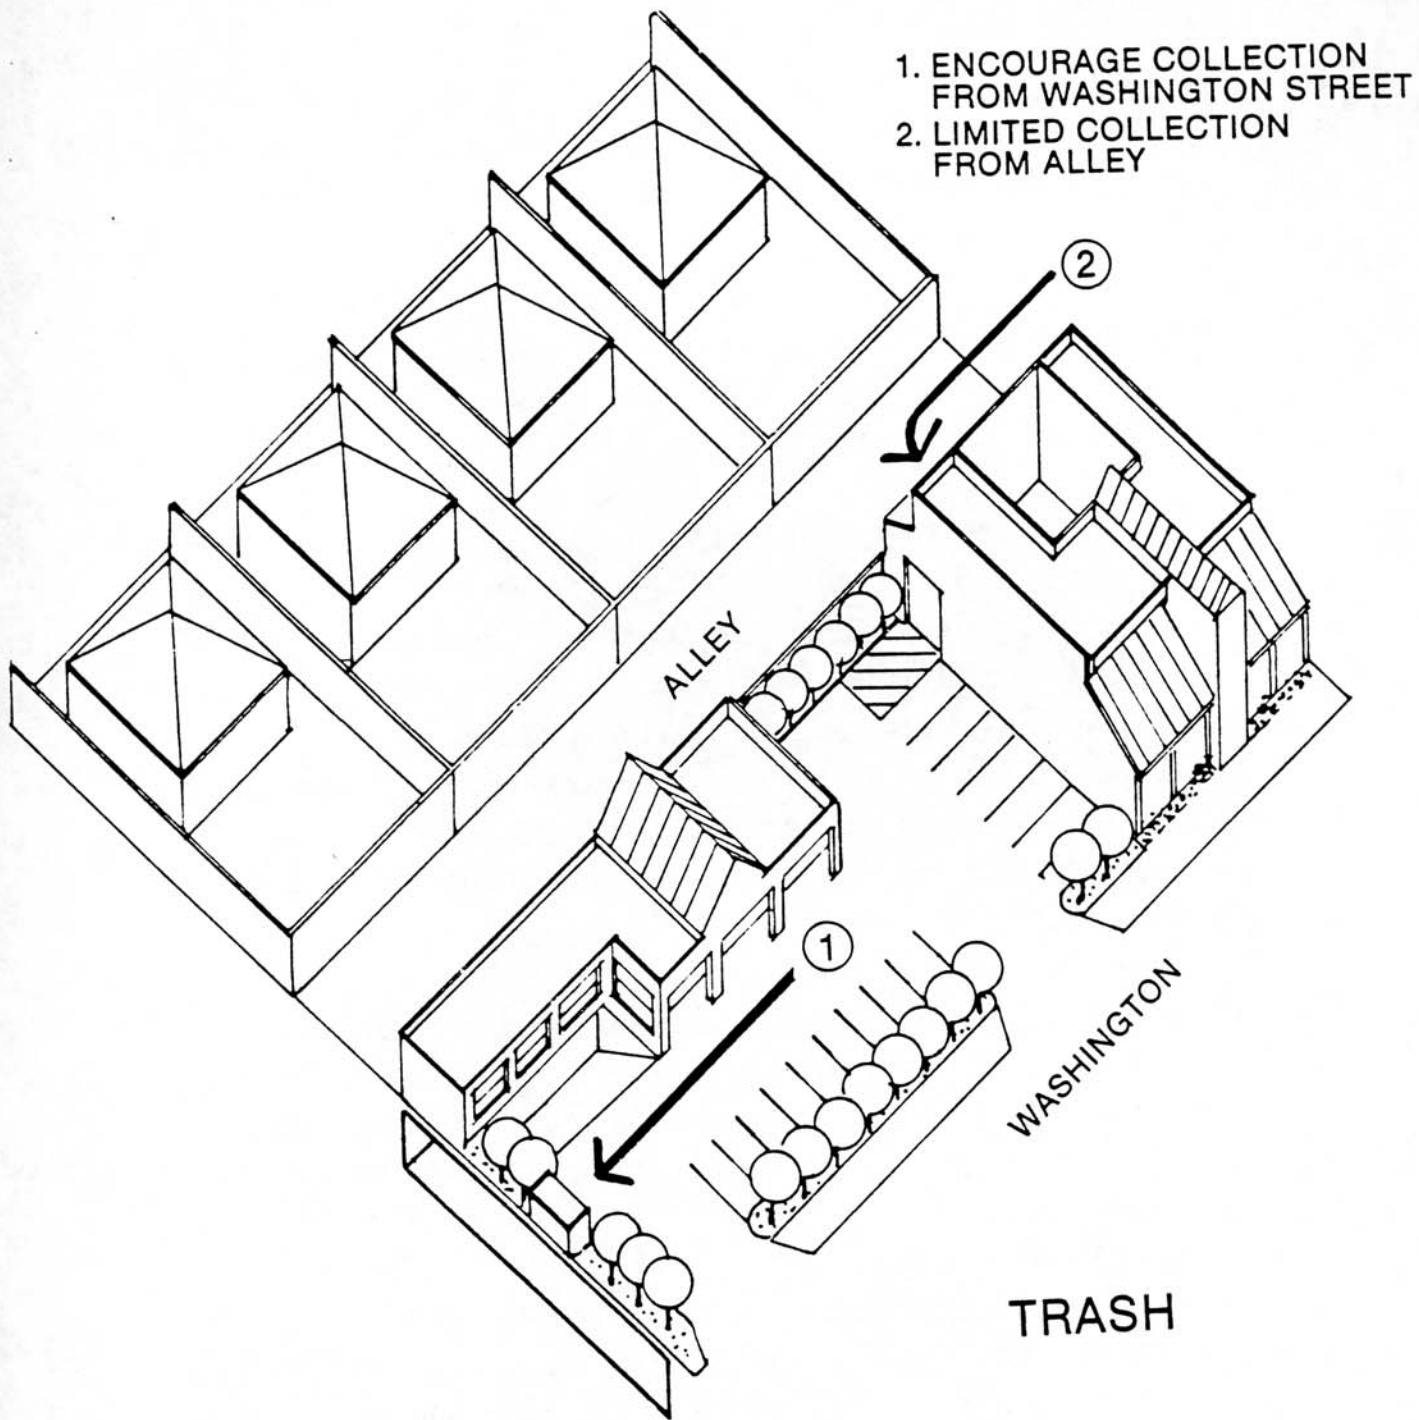 1. ENCOURAGE COLLECTION
FROM WASHINGTON STREET
2. LIMITED COLLECTION
FROM ALLEY
2
ALLEY
1
WASHINGTON
TRASH